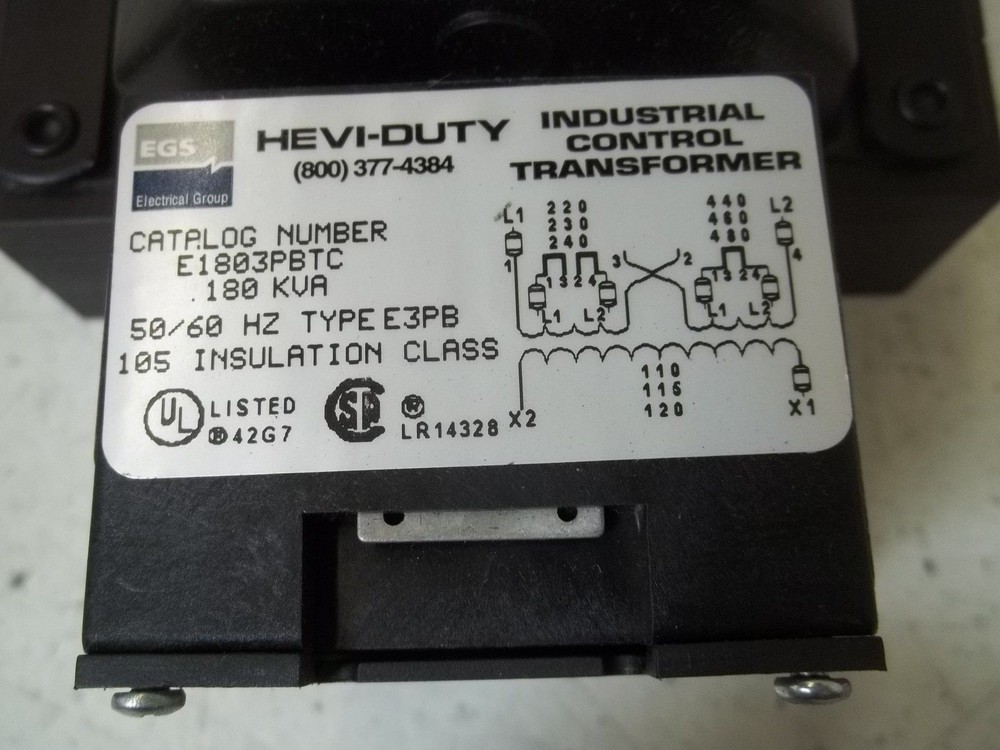 EGS
Electrical Group
HEVI-DUTY
(800) 377-4384
INDUSTRIAL
CONTROL
TRANSFORMER
CATALOG NUMBER
E1803PBTC
.180 KVA
50/60 HZ TYPE E3PB
105 INSULATION CLASS
UL LISTED
® 42G7
SP ®
LR14328
L1 220 440 L2
230 460
240 480
1 3 2 4
1 3 2 4 1 3 2 4
L1 L2 L1 L2
110
115
120
X2 X1